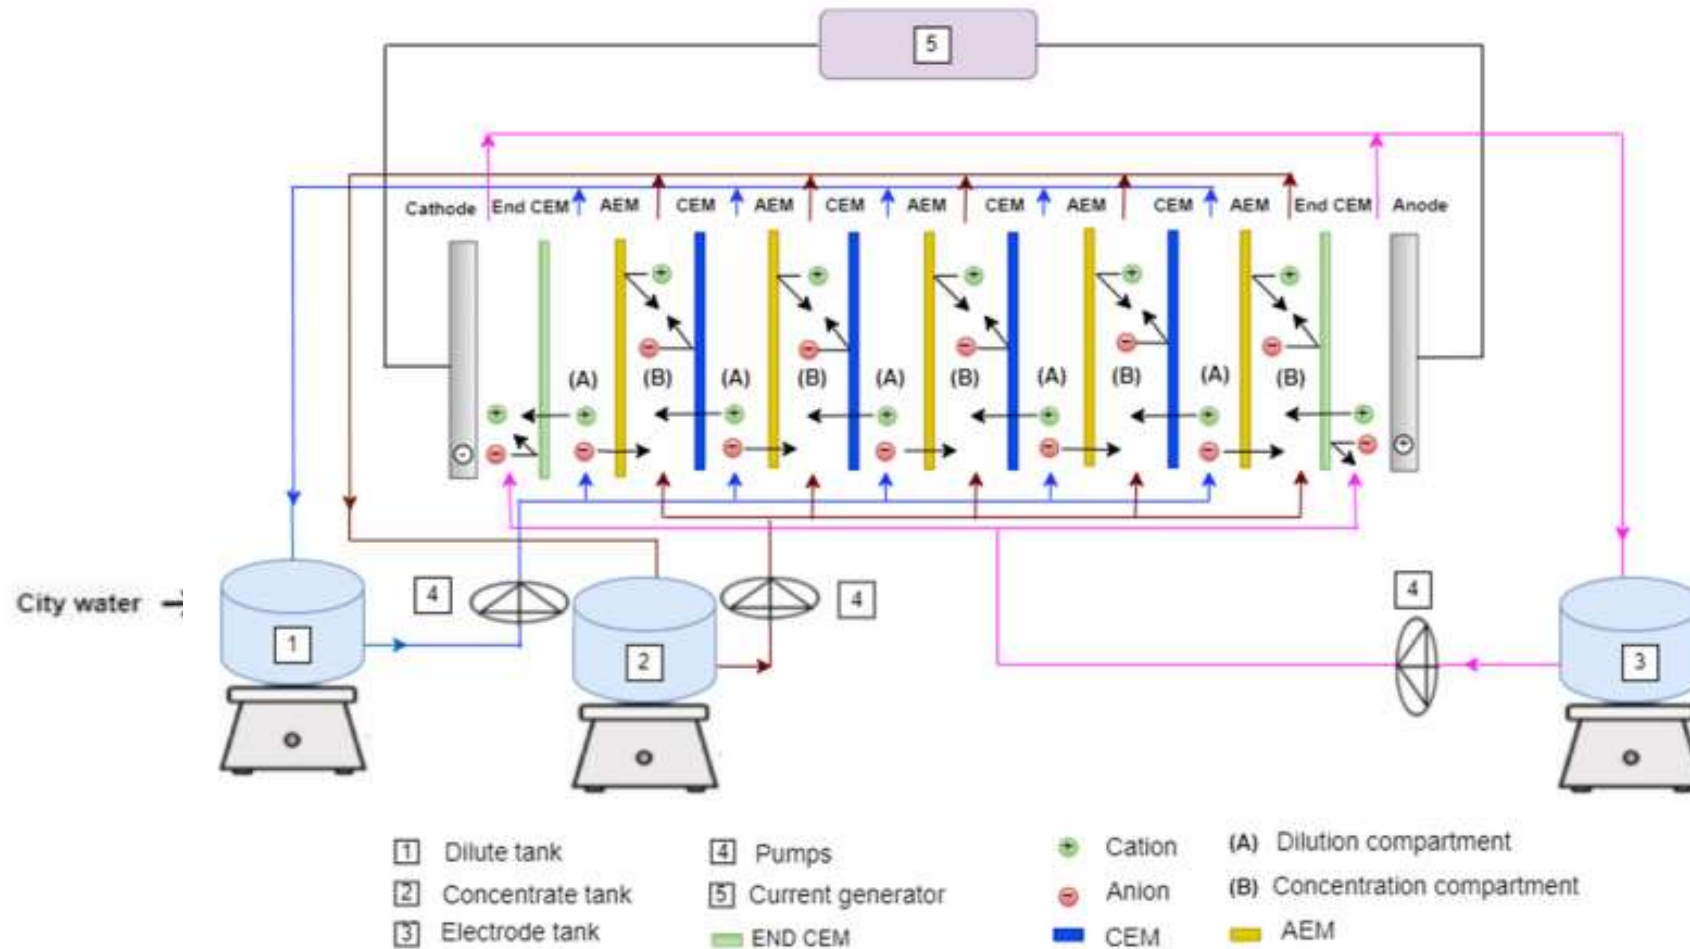 5
Cathode End CEM AEM CEM AEM CEM AEM CEM AEM CEM AEM End CEM Anode
+ + + + +
- - - - -
(A) (B) (A) (B) (A) (B) (A) (B) (A) (B)
+ + + + + + +
- - - - - - - - +
4 4 4
City water
1 2 3
1 Dilute tank 4 Pumps + Cation (A) Dilution compartment
2 Concentrate tank 5 Current generator - Anion (B) Concentration compartment
3 Electrode tank END CEM CEM AEM